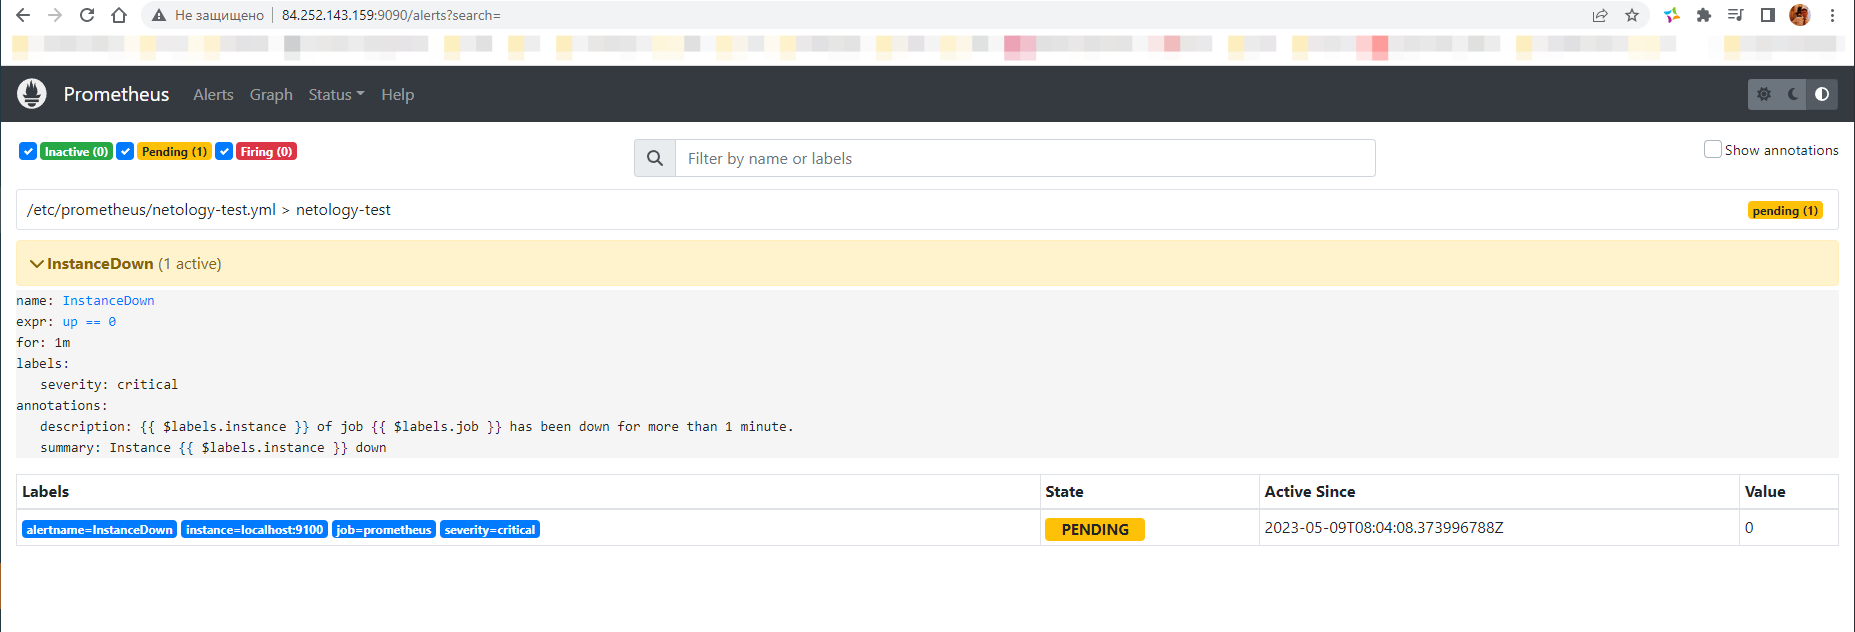 Не защищено 84.252.143.159:9090/alerts?search=
Prometheus Alerts Graph Status Help
Inactive (0) Pending (1) Firing (0) Filter by name or labels Show annotations
/etc/prometheus/netology-test.yml > netology-test pending (1)
InstanceDown (1 active)
name: InstanceDown
expr: up == 0
for: 1m
labels:
severity: critical
annotations:
description: {{ $labels.instance }} of job {{ $labels.job }} has been down for more than 1 minute.
summary: Instance {{ $labels.instance }} down
Labels State Active Since Value
alertname=InstanceDown instance=localhost:9100 job=prometheus severity=critical PENDING 2023-05-09T08:04:08.373996788Z 0